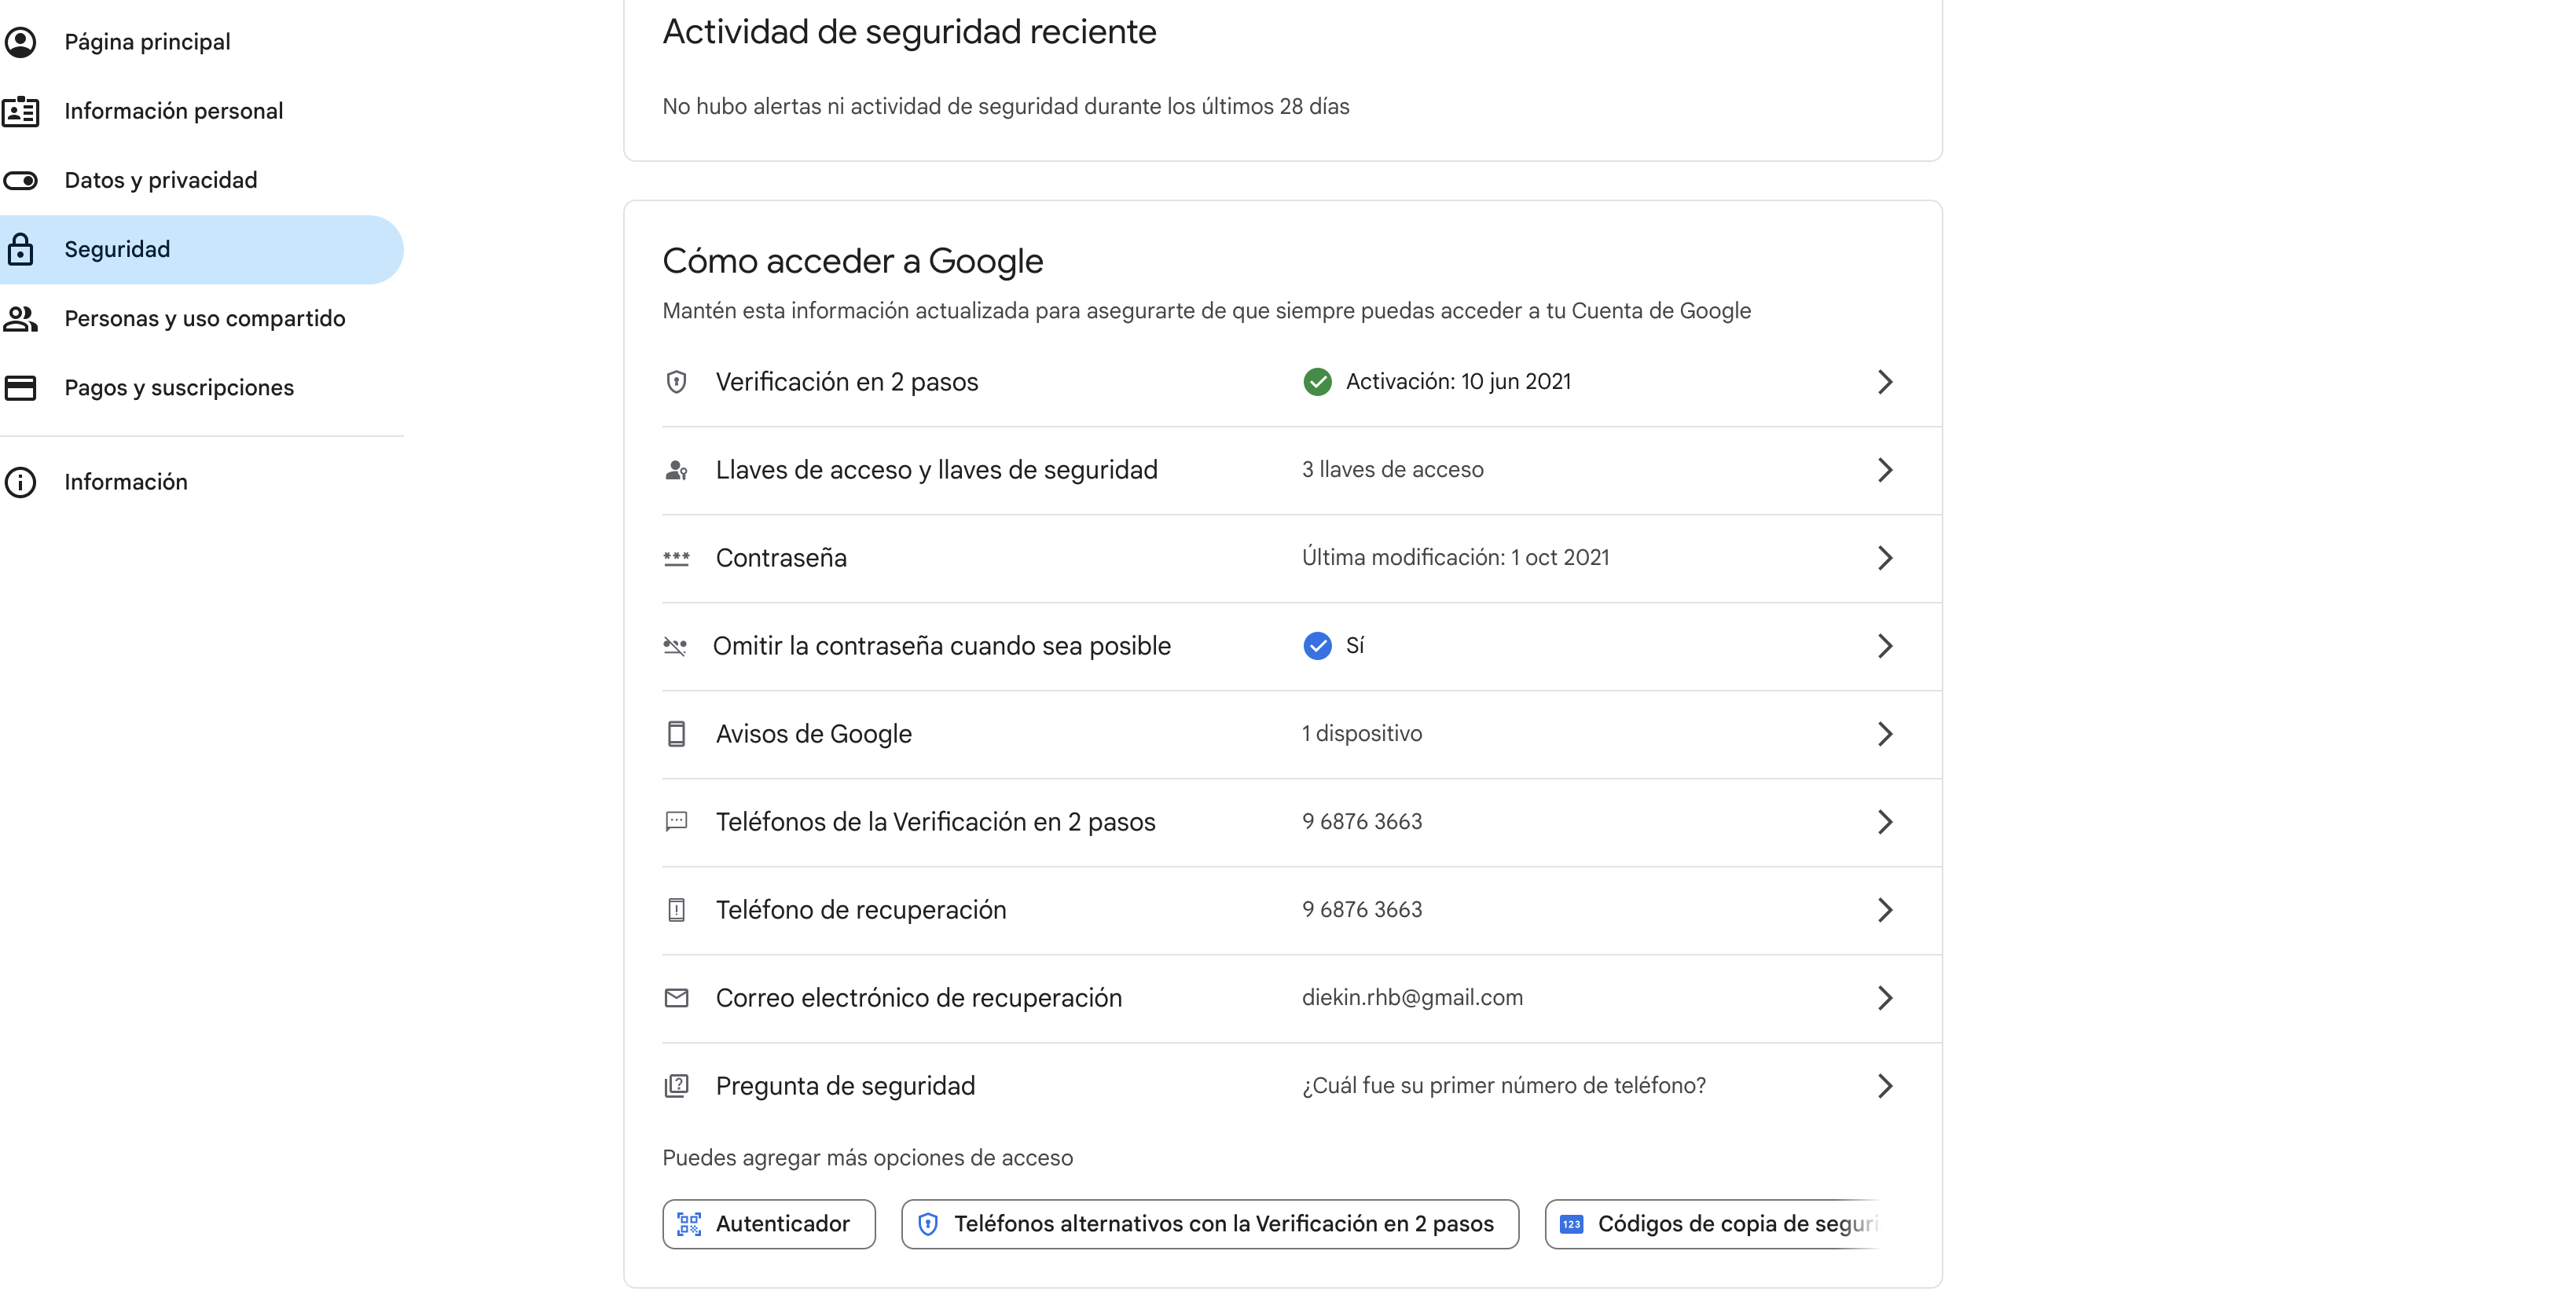 Página principal
Información personal
Datos y privacidad
Seguridad
Personas y uso compartido
Pagos y suscripciones
Información
Actividad de seguridad reciente
No hubo alertas ni actividad de seguridad durante los últimos 28 días
Cómo acceder a Google
Mantén esta información actualizada para asegurarte de que siempre puedas acceder a tu Cuenta de Google
Verificación en 2 pasos Activación: 10 jun 2021
Llaves de acceso y llaves de seguridad 3 llaves de acceso
Contraseña Última modificación: 1 oct 2021
Omitir la contraseña cuando sea posible Sí
Avisos de Google 1 dispositivo
Teléfonos de la Verificación en 2 pasos 9 6876 3663
Teléfono de recuperación 9 6876 3663
Correo electrónico de recuperación diekin.rhb@gmail.com
Pregunta de seguridad ¿Cuál fue su primer número de teléfono?
Puedes agregar más opciones de acceso
Autenticador Teléfonos alternativos con la Verificación en 2 pasos 123 Códigos de copia de seguri